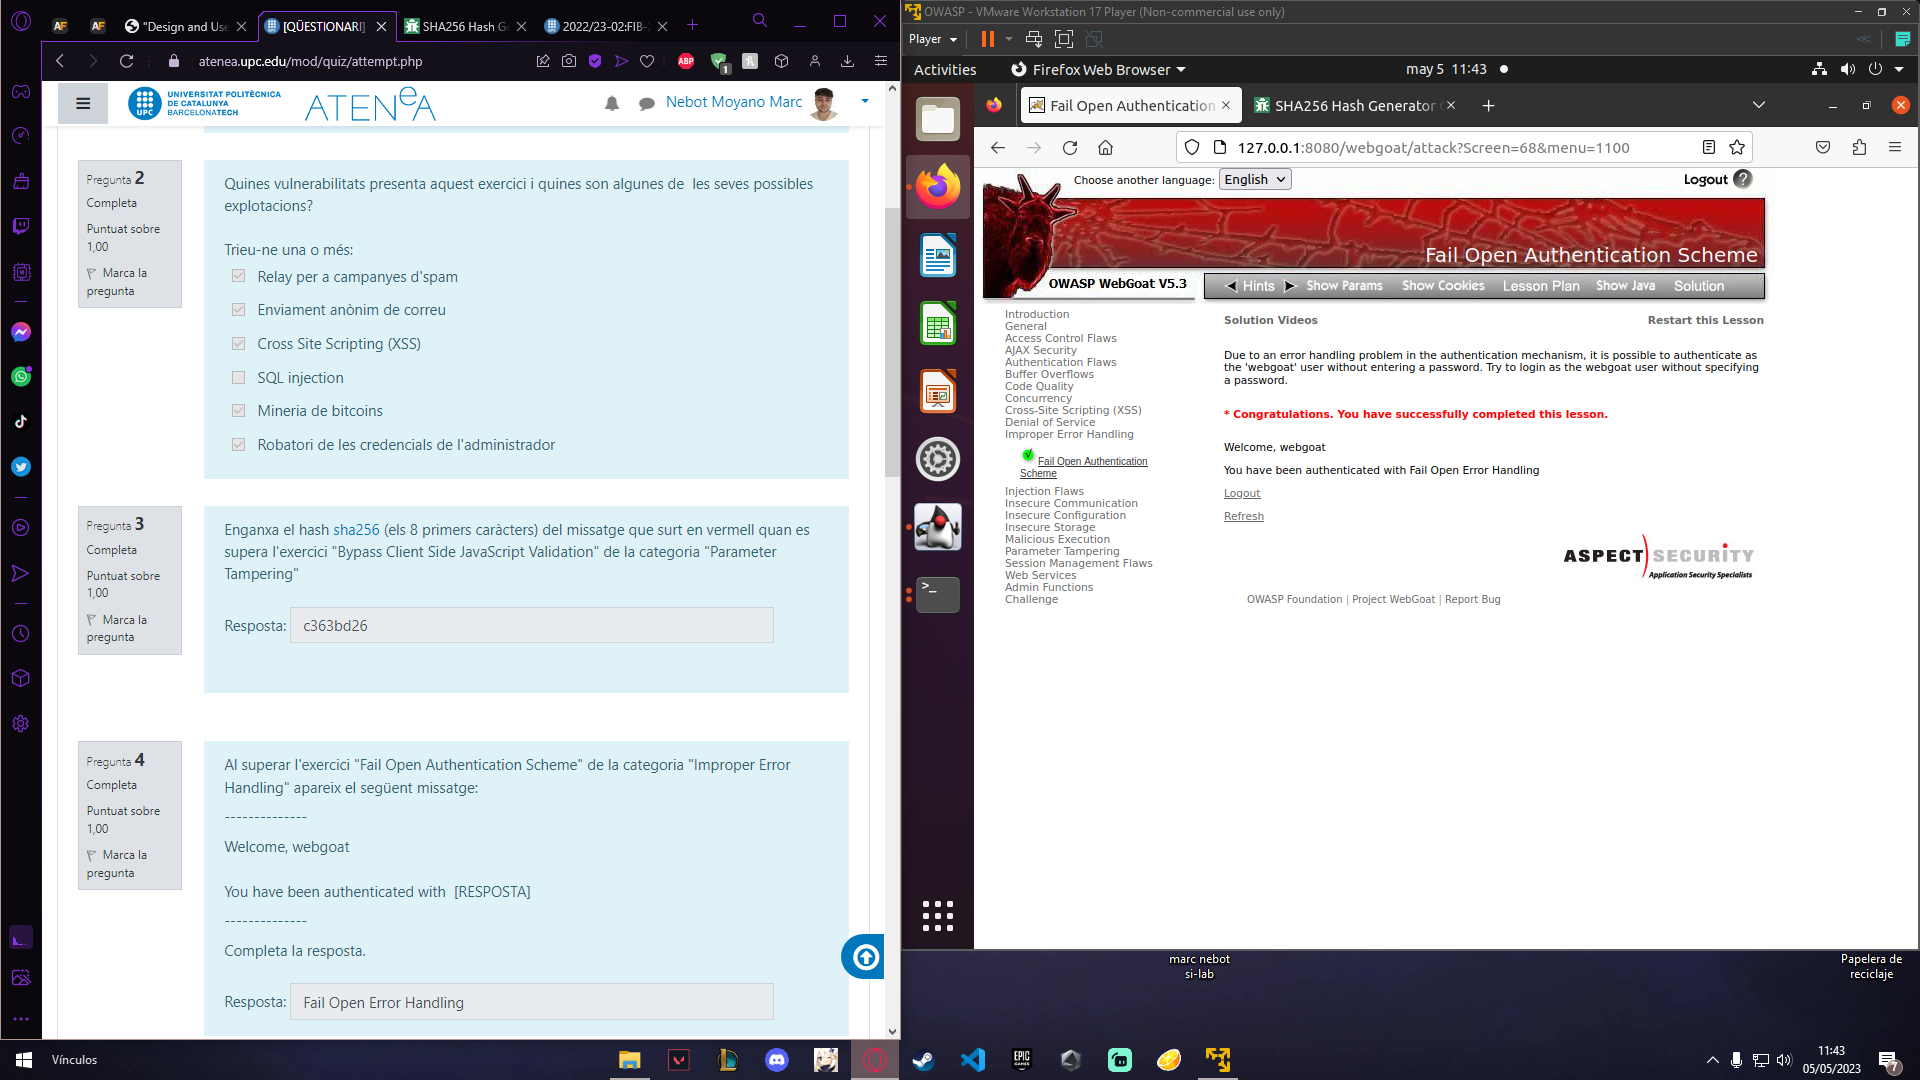 "Design and Use
[QÜESTIONARI]
SHA256 Hash Ge
2022/23-02:FIB-
atenea.upc.edu/mod/quiz/attempt.php
ABP
1
UPC
UNIVERSITAT POLITÈCNICA
DE CATALUNYA
BARCELONATECH
ATENeA
Nebot Moyano Marc
Pregunta 2
Completa
Puntuat sobre
1,00
Marca la
pregunta
Quines vulnerabilitats presenta aquest exercici i quines son algunes de les seves possibles
explotacions?
Trieu-ne una o més:
Relay per a campanyes d'spam
Enviament anònim de correu
Cross Site Scripting (XSS)
SQL injection
Mineria de bitcoins
Robatori de les credencials de l'administrador
Pregunta 3
Completa
Puntuat sobre
1,00
Marca la
pregunta
Enganxa el hash sha256 (els 8 primers caràcters) del missatge que surt en vermell quan es
supera l'exercici "Bypass Client Side JavaScript Validation" de la categoria "Parameter
Tampering"
Resposta: c363bd26
Pregunta 4
Completa
Puntuat sobre
1,00
Marca la
pregunta
Al superar l'exercici "Fail Open Authentication Scheme" de la categoria "Improper Error
Handling" apareix el següent missatge:
--------------
Welcome, webgoat
You have been authenticated with [RESPOSTA]
--------------
Completa la resposta.
Resposta: Fail Open Error Handling
OWASP - VMware Workstation 17 Player (Non-commercial use only)
Player
Activities
Firefox Web Browser
may 5 11:43
Fail Open Authentication
SHA256 Hash Generator
127.0.0.1:8080/webgoat/attack?Screen=68&menu=1100
Choose another language: English
Logout ?
Fail Open Authentication Scheme
OWASP WebGoat V5.3
Hints
Show Params
Show Cookies
Lesson Plan
Show Java
Solution
Introduction
General
Access Control Flaws
AJAX Security
Authentication Flaws
Buffer Overflows
Code Quality
Concurrency
Cross-Site Scripting (XSS)
Denial of Service
Improper Error Handling
Fail Open Authentication
Scheme
Injection Flaws
Insecure Communication
Insecure Configuration
Insecure Storage
Malicious Execution
Parameter Tampering
Session Management Flaws
Web Services
Admin Functions
Challenge
Solution Videos
Restart this Lesson
Due to an error handling problem in the authentication mechanism, it is possible to authenticate as
the 'webgoat' user without entering a password. Try to login as the webgoat user without specifying
a password.
* Congratulations. You have successfully completed this lesson.
Welcome, webgoat
You have been authenticated with Fail Open Error Handling
Logout
Refresh
ASPECT SECURITY
Application Security Specialists
OWASP Foundation | Project WebGoat | Report Bug
marc nebot
si-lab
Papelera de
reciclaje
Vínculos
EPIC
GAMES
11:43
05/05/2023
7